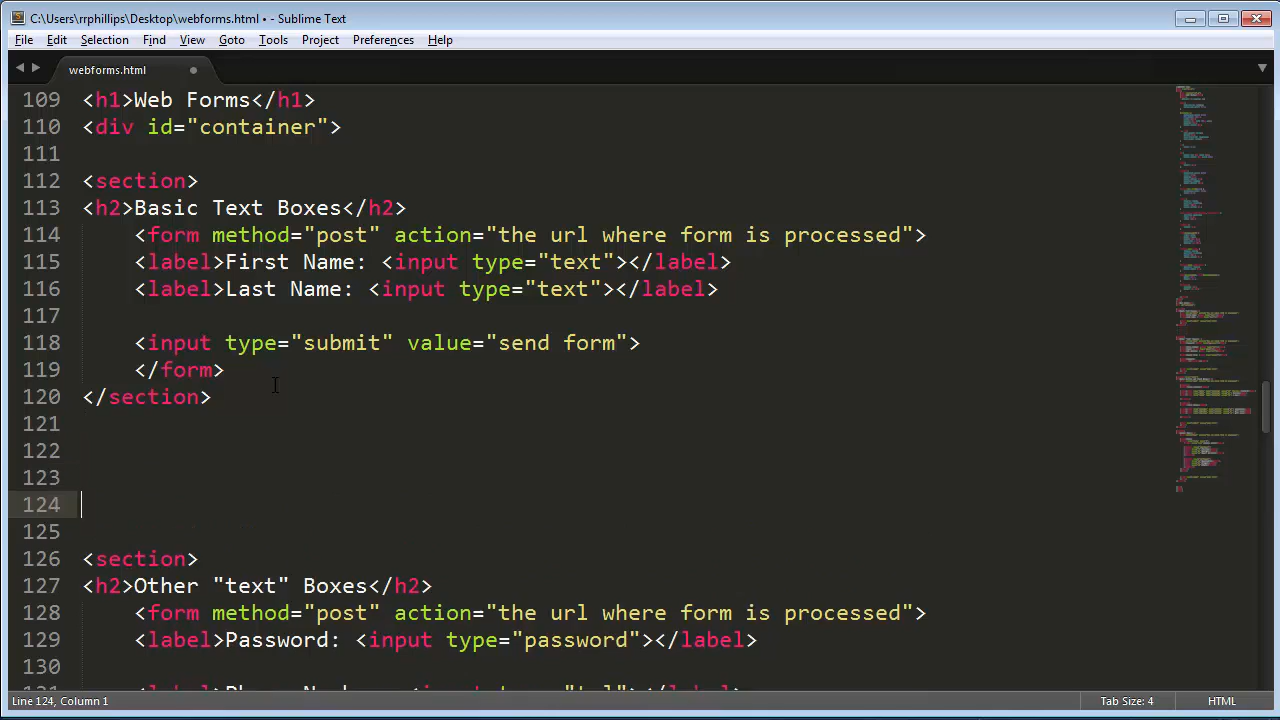 C:\Users\rrphillips\Desktop\webforms.html • - Sublime Text
File Edit Selection Find View Goto Tools Project Preferences Help
webforms.html
109 <h1>Web Forms</h1>
110 <div id="container">
111
112 <section>
113 <h2>Basic Text Boxes</h2>
114 <form method="post" action="the url where form is processed">
115 <label>First Name: <input type="text"></label>
116 <label>Last Name: <input type="text"></label>
117
118 <input type="submit" value="send form">
119 </form>
120 </section>
121
122
123
124
125
126 <section>
127 <h2>Other "text" Boxes</h2>
128 <form method="post" action="the url where form is processed">
129 <label>Password: <input type="password"></label>
130
Line 124, Column 1
Tab Size: 4
HTML